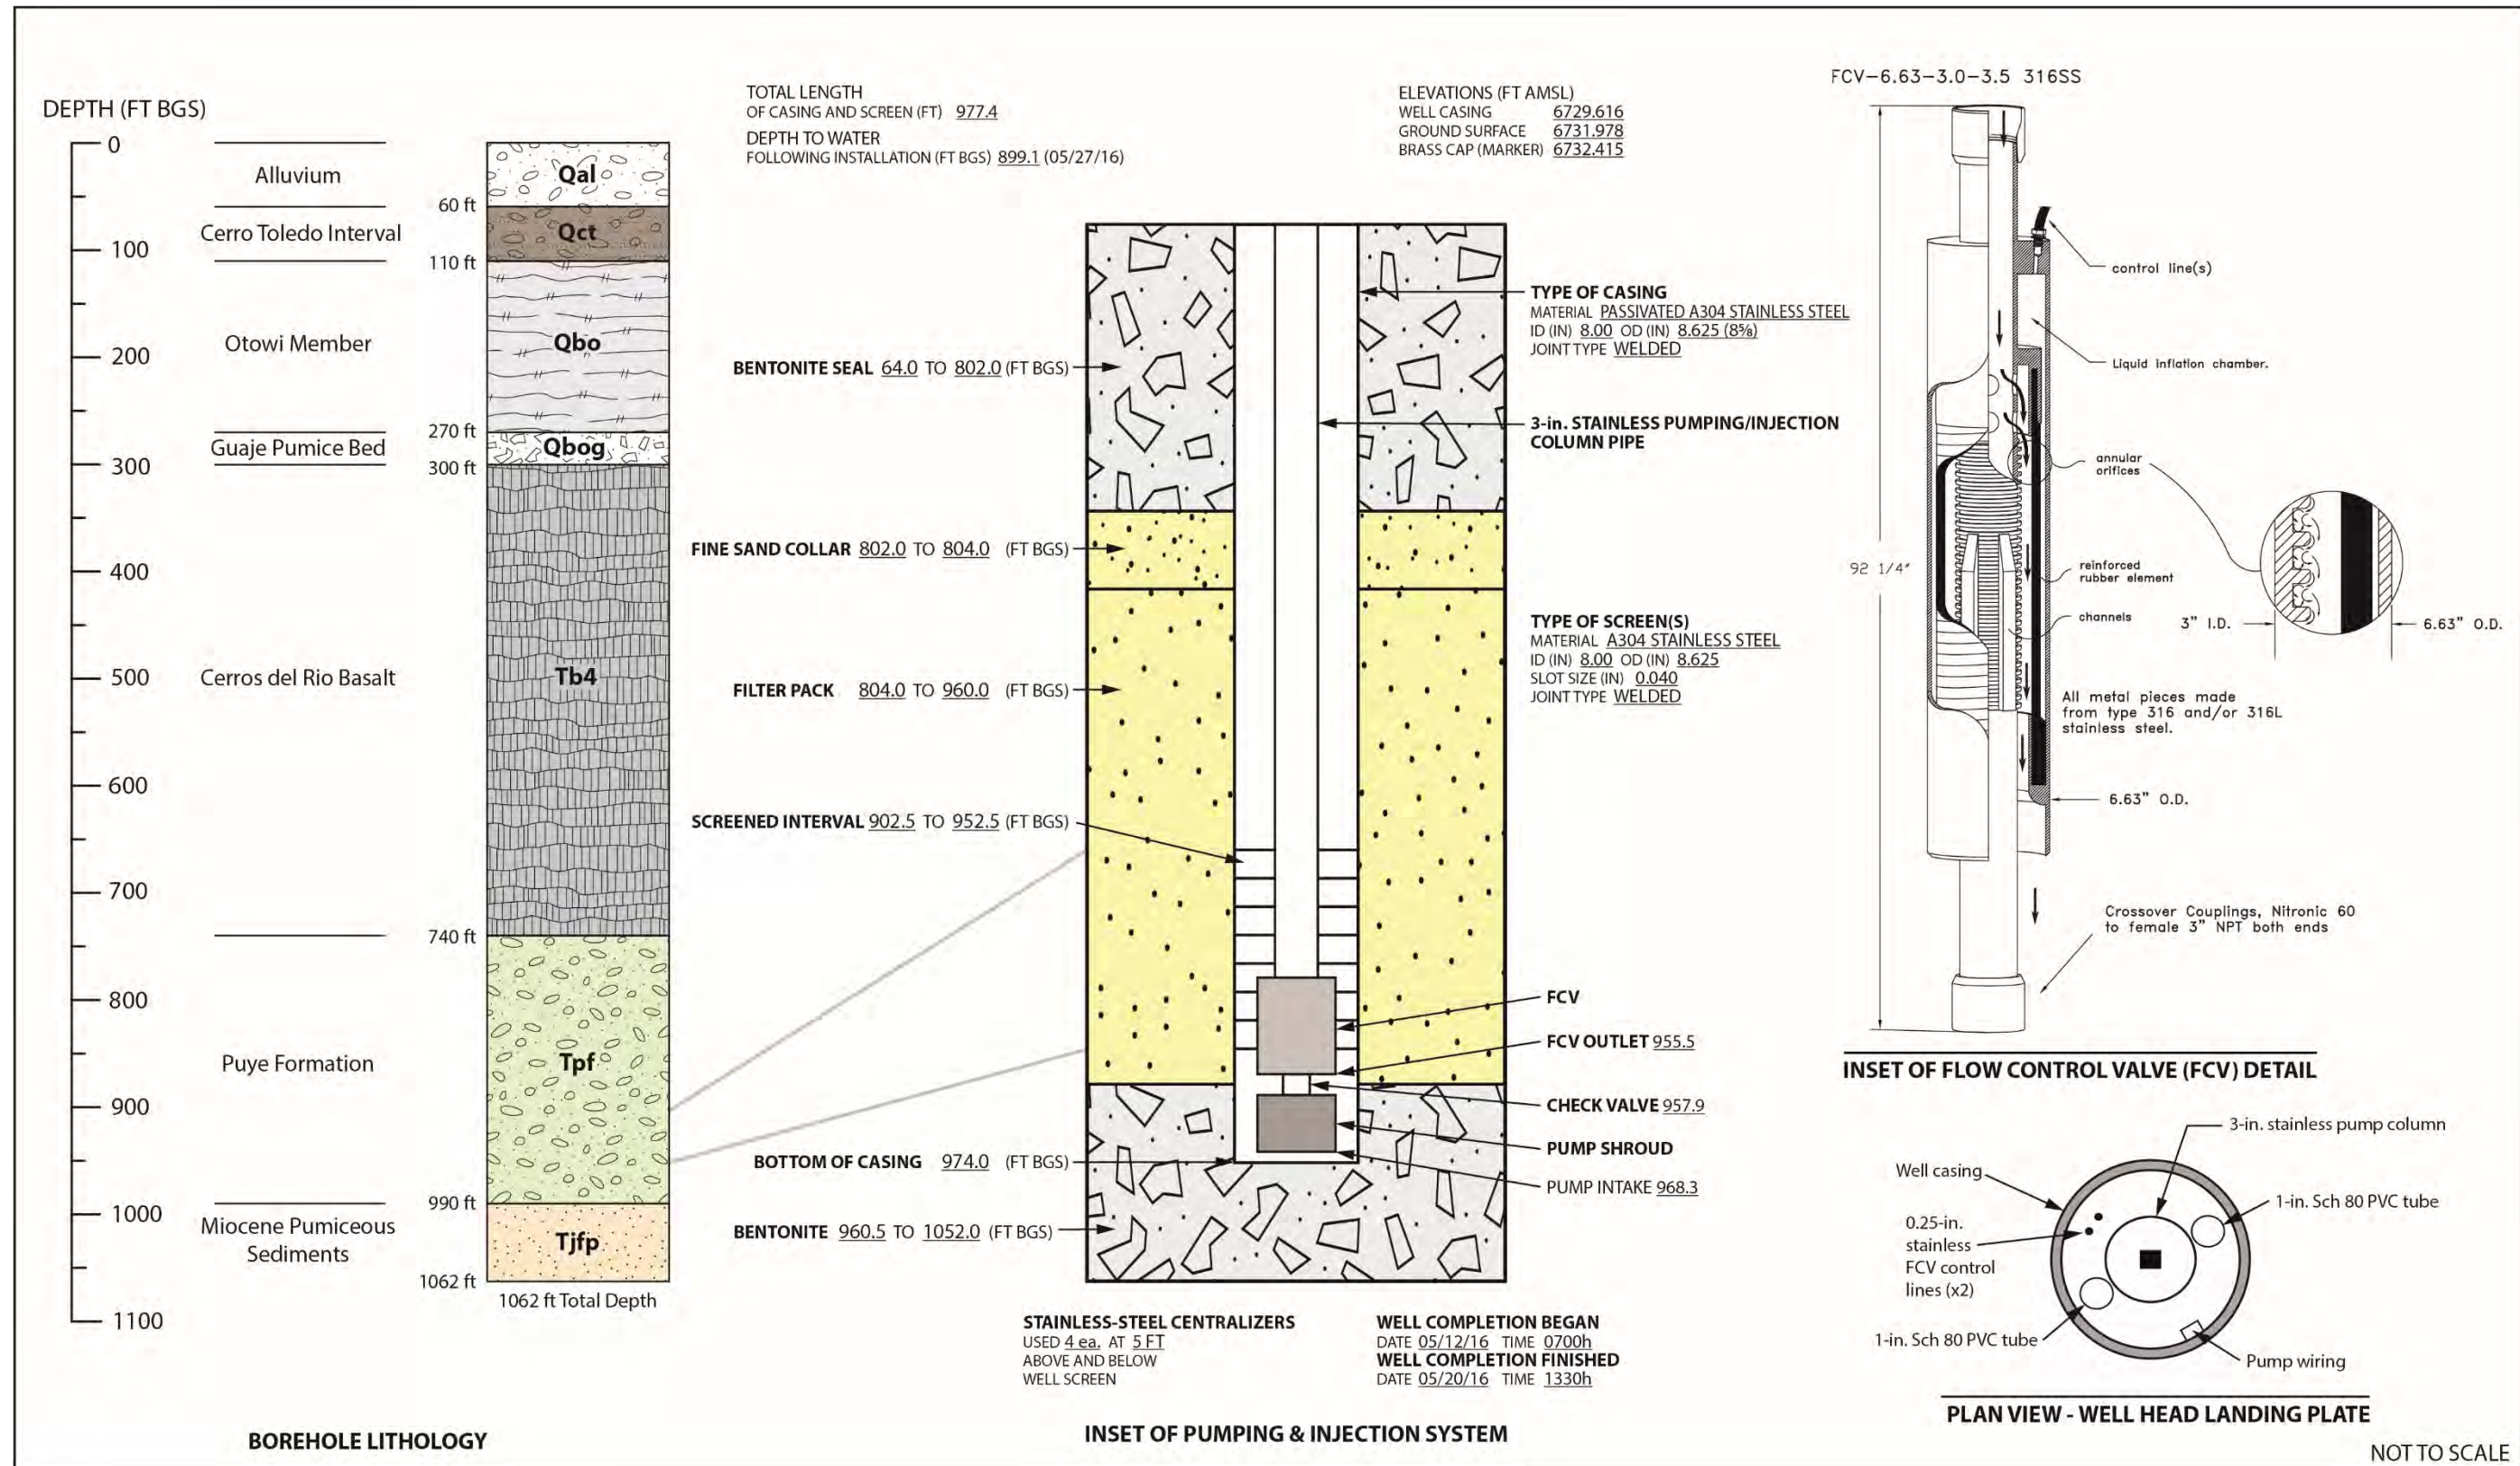 DEPTH (FT BGS)
0
100
200
300
400
500
600
700
800
900
1000
1100
Alluvium
Cerro Toledo Interval
Otowi Member
Guaje Pumice Bed
Cerros del Rio Basalt
Puye Formation
Miocene Pumiceous
Sediments
60 ft
110 ft
270 ft
300 ft
740 ft
990 ft
1062 ft
Qal
Qct
Qbo
Qbog
Tb4
Tpf
Tjfp
1062 ft Total Depth
BOREHOLE LITHOLOGY
TOTAL LENGTH
OF CASING AND SCREEN (FT) 977.4
DEPTH TO WATER
FOLLOWING INSTALLATION (FT BGS) 899.1 (05/27/16)
ELEVATIONS (FT AMSL)
WELL CASING 6729.616
GROUND SURFACE 6731.978
BRASS CAP (MARKER) 6732.415
BENTONITE SEAL 64.0 TO 802.0 (FT BGS)
FINE SAND COLLAR 802.0 TO 804.0 (FT BGS)
FILTER PACK 804.0 TO 960.0 (FT BGS)
SCREENED INTERVAL 902.5 TO 952.5 (FT BGS)
BOTTOM OF CASING 974.0 (FT BGS)
BENTONITE 960.5 TO 1052.0 (FT BGS)
TYPE OF CASING
MATERIAL PASSIVATED A304 STAINLESS STEEL
ID (IN) 8.00 OD (IN) 8.625 (8⅝)
JOINT TYPE WELDED
3-in. STAINLESS PUMPING/INJECTION
COLUMN PIPE
TYPE OF SCREEN(S)
MATERIAL A304 STAINLESS STEEL
ID (IN) 8.00 OD (IN) 8.625
SLOT SIZE (IN) 0.040
JOINT TYPE WELDED
FCV
FCV OUTLET 955.5
CHECK VALVE 957.9
PUMP SHROUD
PUMP INTAKE 968.3
STAINLESS-STEEL CENTRALIZERS
USED 4 ea. AT 5 FT
ABOVE AND BELOW
WELL SCREEN
WELL COMPLETION BEGAN
DATE 05/12/16 TIME 0700h
WELL COMPLETION FINISHED
DATE 05/20/16 TIME 1330h
INSET OF PUMPING & INJECTION SYSTEM
FCV-6.63-3.0-3.5 316SS
control line(s)
Liquid inflation chamber.
annular
orifices
92 1/4"
reinforced
rubber element
channels
3" I.D.
6.63" O.D.
All metal pieces made
from type 316 and/or 316L
stainless steel.
6.63" O.D.
Crossover Couplings, Nitronic 60
to female 3" NPT both ends
INSET OF FLOW CONTROL VALVE (FCV) DETAIL
3-in. stainless pump column
Well casing
1-in. Sch 80 PVC tube
0.25-in.
stainless
FCV control
lines (x2)
1-in. Sch 80 PVC tube
Pump wiring
PLAN VIEW - WELL HEAD LANDING PLATE
NOT TO SCALE